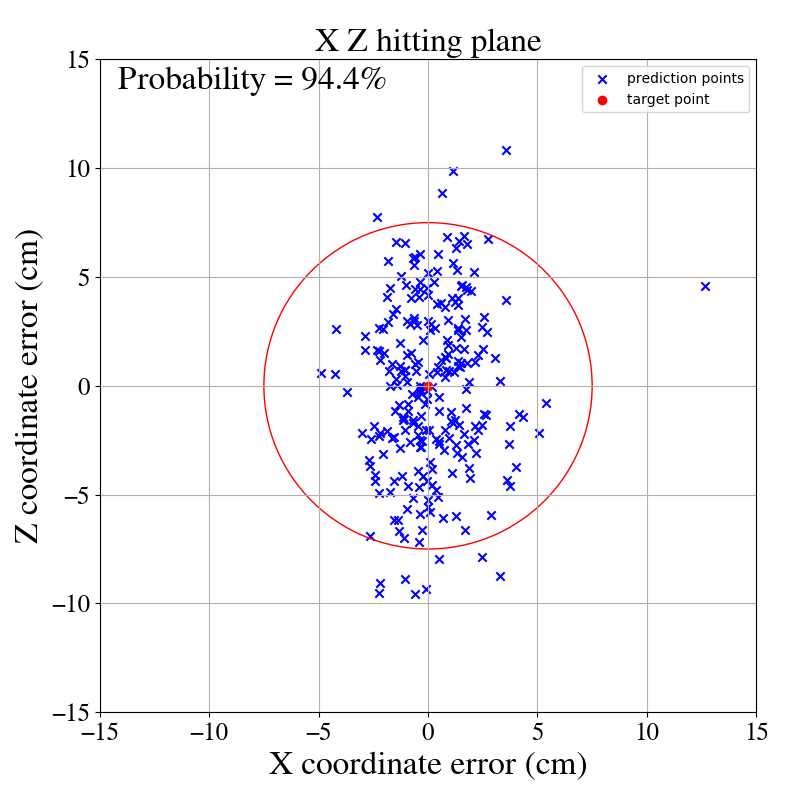 X Z hitting plane
Probability = 94.4%
prediction points
target point
Z coordinate error (cm)
15
10
5
0
−5
−10
−15
−15 −10 −5 0 5 10 15
X coordinate error (cm)